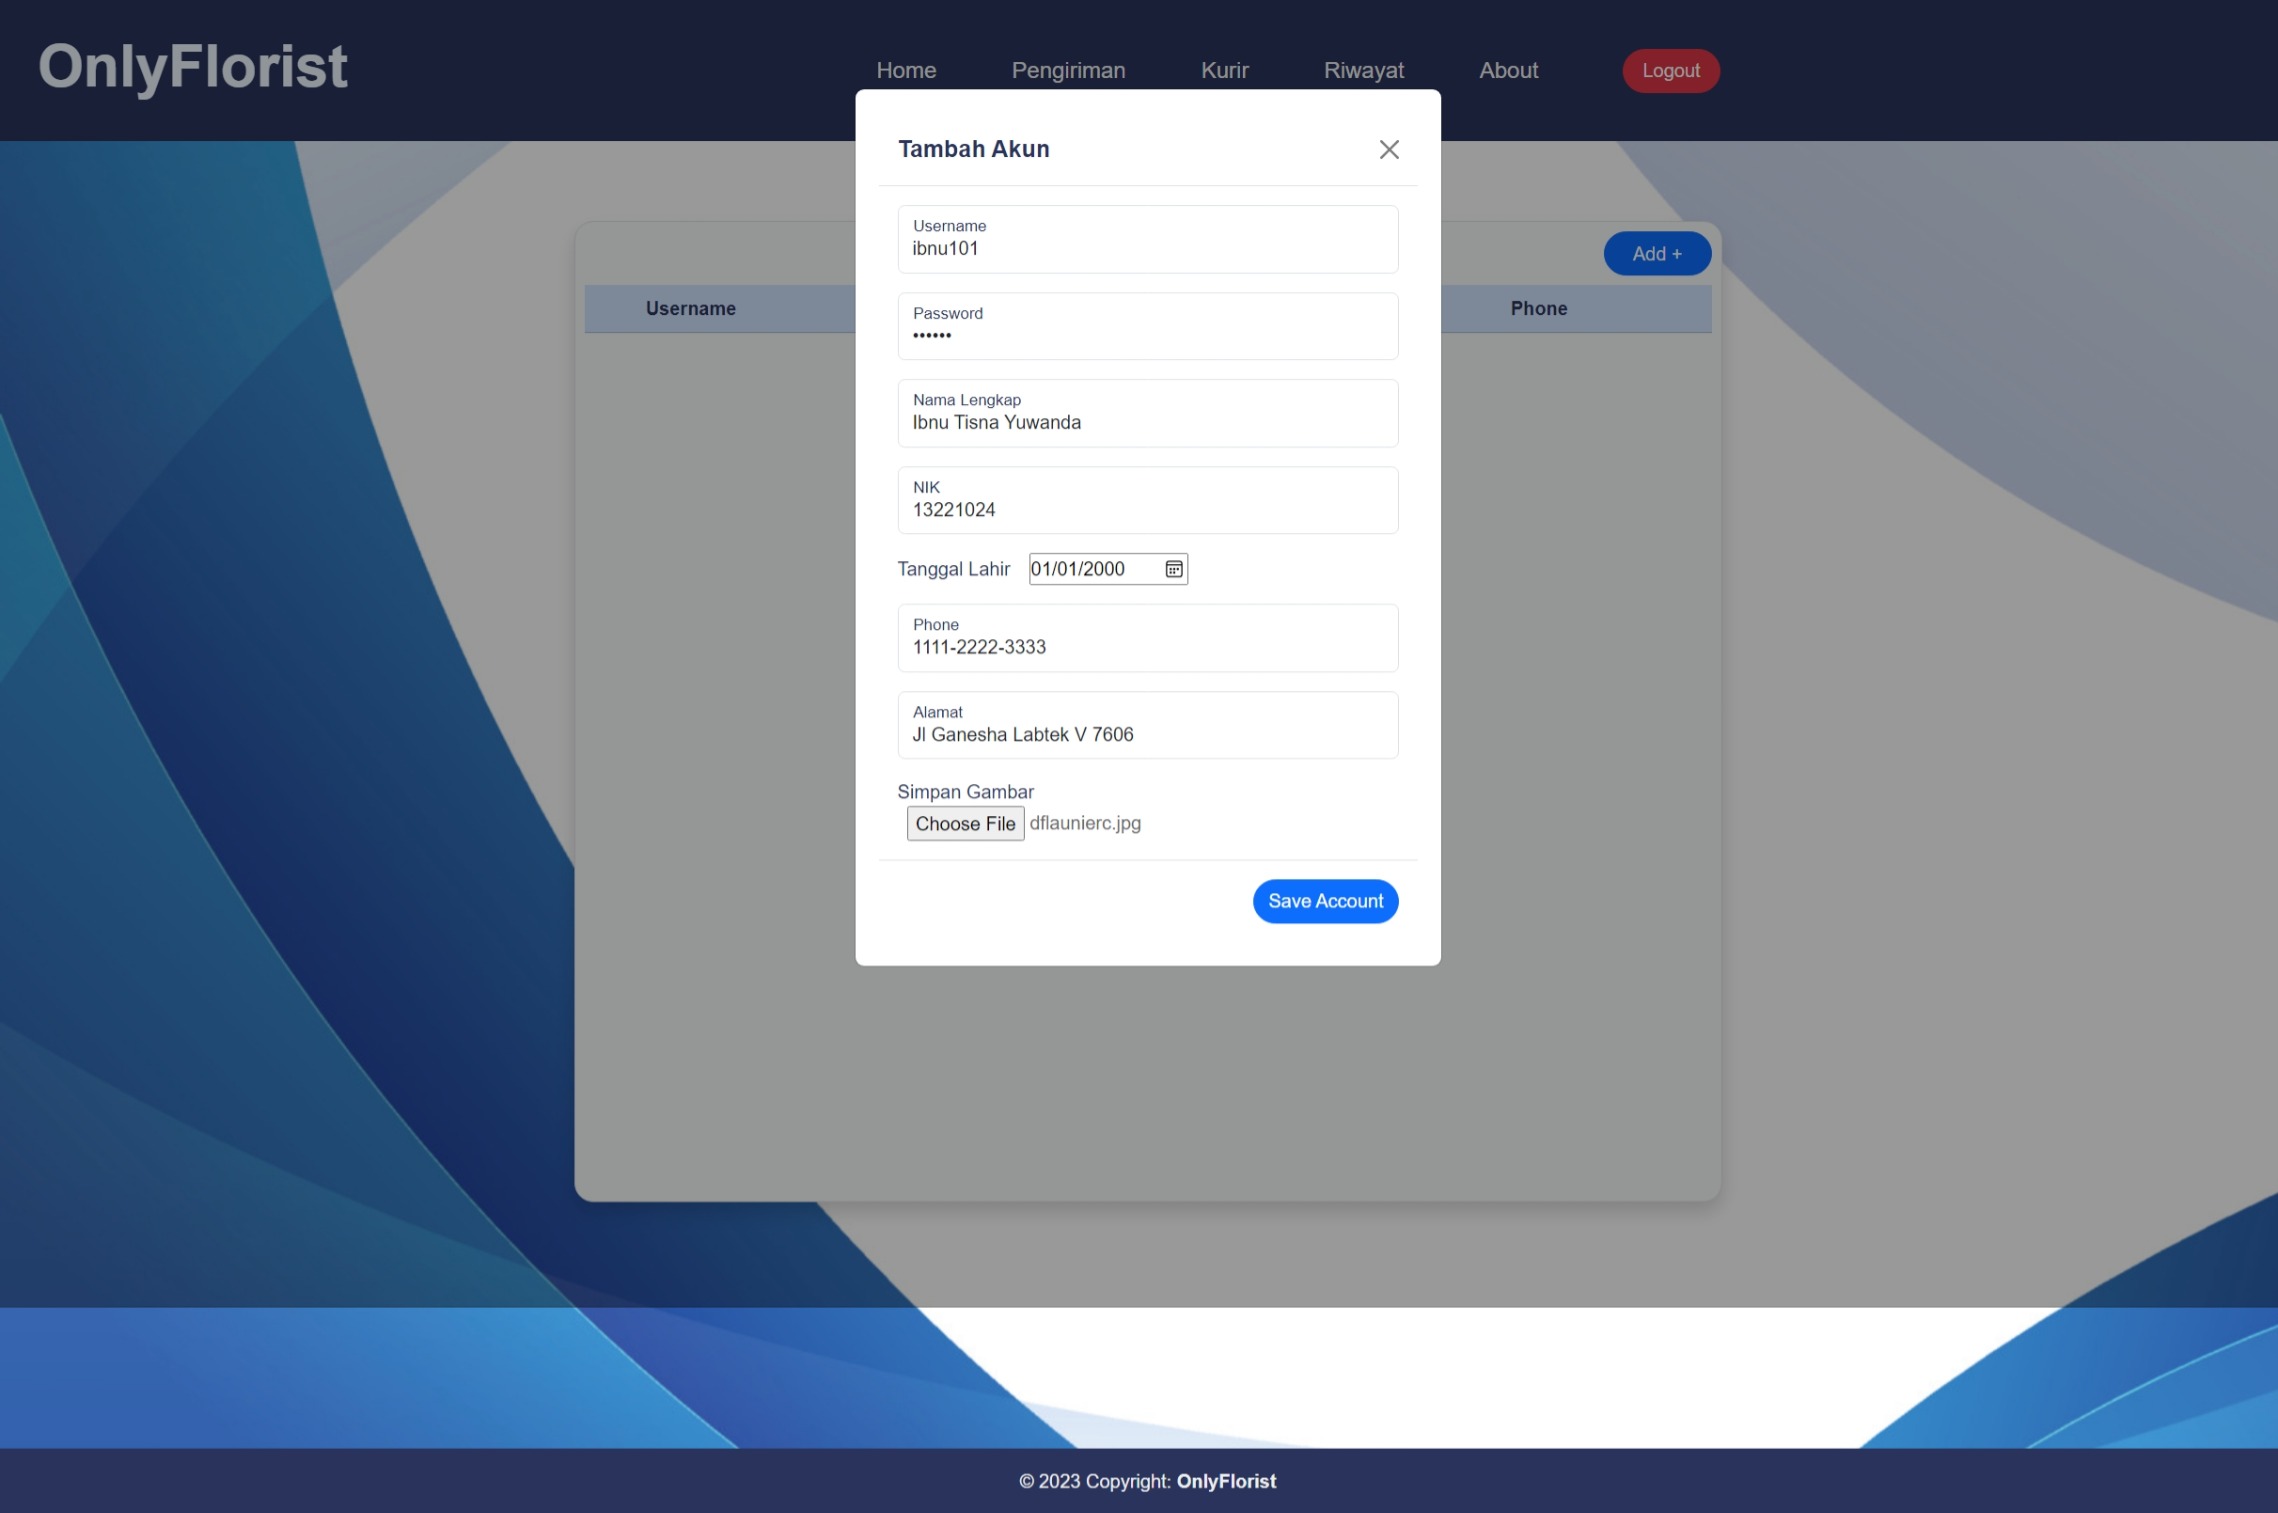 OnlyFlorist
Home Pengiriman Kurir Riwayat About Logout
Tambah Akun
Add +
Username Phone
Username
ibnu101
Password
••••••
Nama Lengkap
Ibnu Tisna Yuwanda
NIK
13221024
Tanggal Lahir 01/01/2000
Phone
1111-2222-3333
Alamat
Jl Ganesha Labtek V 7606
Simpan Gambar
Choose File dflaunierc.jpg
Save Account
© 2023 Copyright: OnlyFlorist